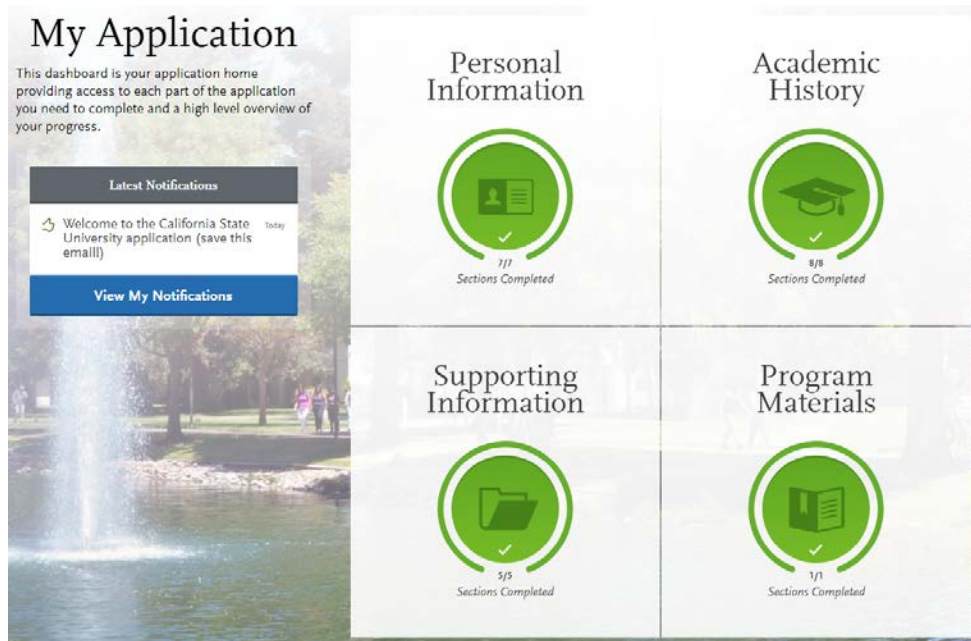 My Application
This dashboard is your application home
providing access to each part of the application
you need to complete and a high level overview of
your progress.
Latest Notifications
Welcome to the California State
Today
University application (save this
emaill)
View My Notifications
Personal
Information
7/7
Sections Completed
Academic
History
8/8
Sections Completed
Supporting
Information
5/5
Sections Completed
Program
Materials
1/1
Sections Completed